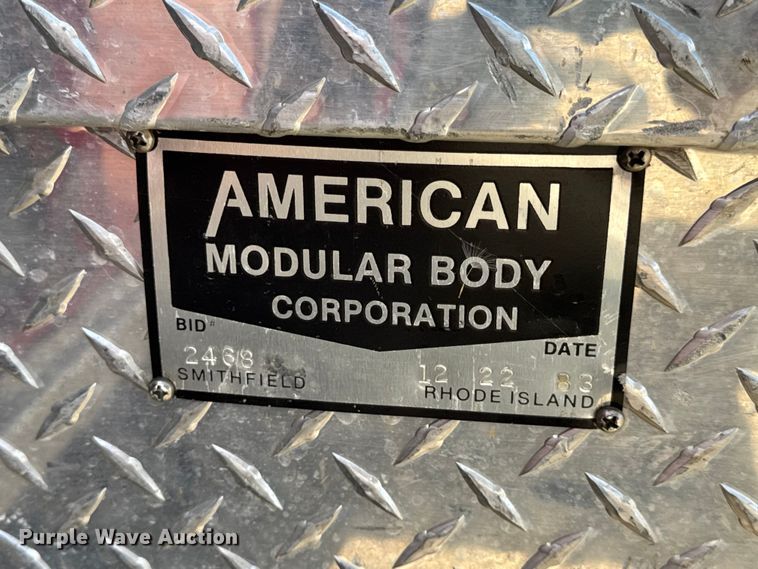 AMERICAN
MODULAR BODY
CORPORATION
BID# DATE
2468 12 22 83
SMITHFIELD RHODE ISLAND
Purple Wave Auction